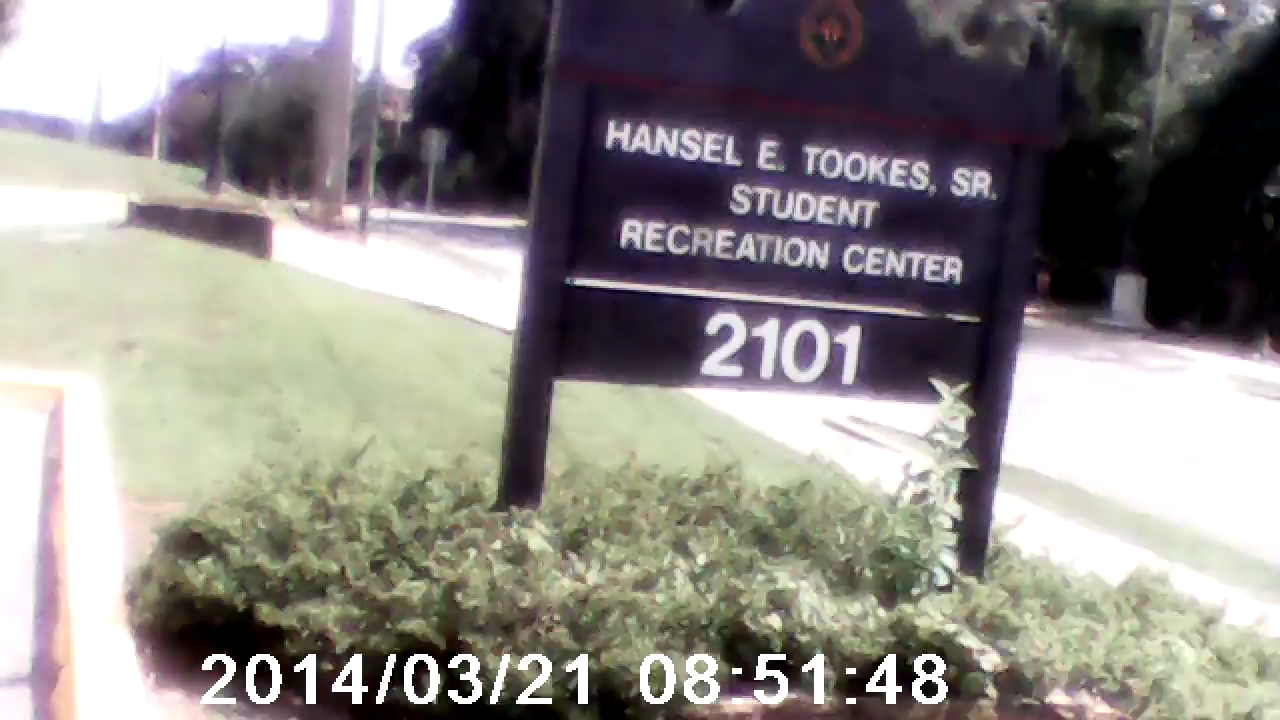 HANSEL E. TOOKES, SR.
STUDENT
RECREATION CENTER
2101
2014/03/21 08:51:48